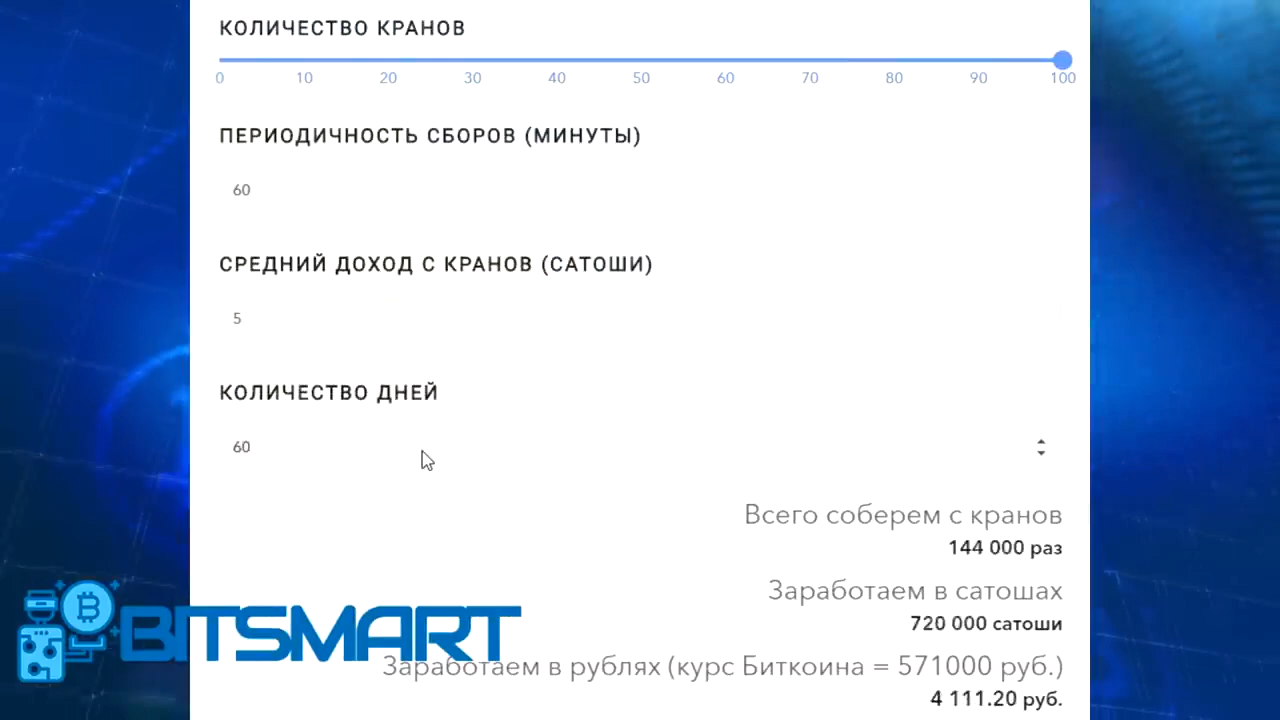 КОЛИЧЕСТВО КРАНОВ
0 10 20 30 40 50 60 70 80 90 100
ПЕРИОДИЧНОСТЬ СБОРОВ (МИНУТЫ)
60
СРЕДНИЙ ДОХОД С КРАНОВ (САТОШИ)
5
КОЛИЧЕСТВО ДНЕЙ
60
Всего соберем с кранов
144 000 раз
Заработаем в сатошах
720 000 сатоши
BITSMART
Заработаем в рублях (курс Биткоина = 571000 руб.)
4 111.20 руб.